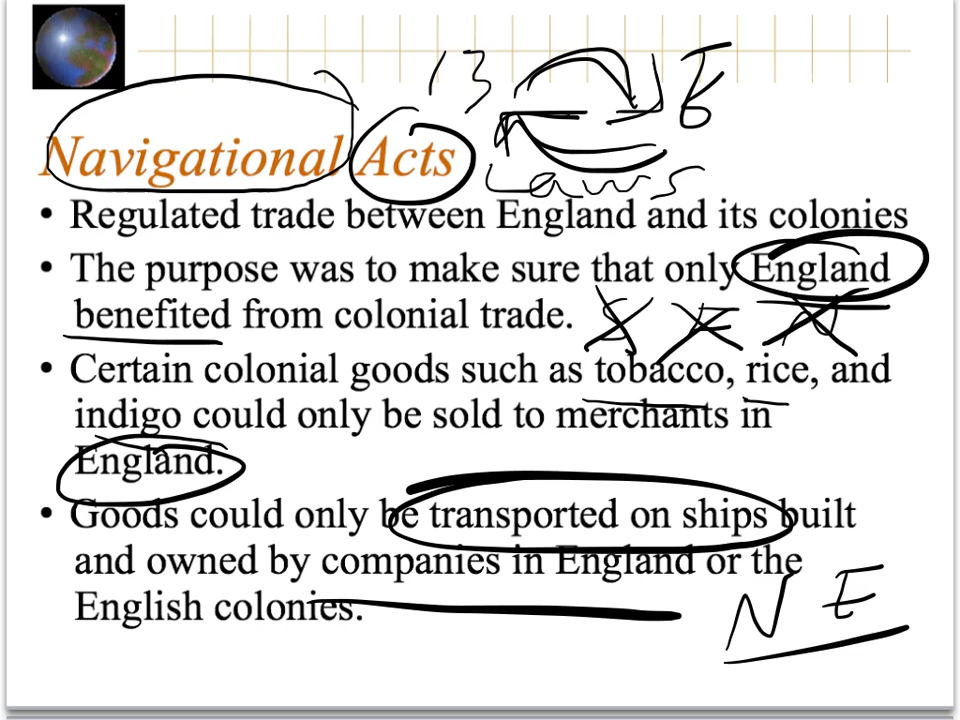 13
E
Navigational Acts
Laws
• Regulated trade between England and its colonies
• The purpose was to make sure that only England
benefited from colonial trade.
• Certain colonial goods such as tobacco, rice, and
indigo could only be sold to merchants in
England.
• Goods could only be transported on ships built
and owned by companies in England or the
English colonies.
N E